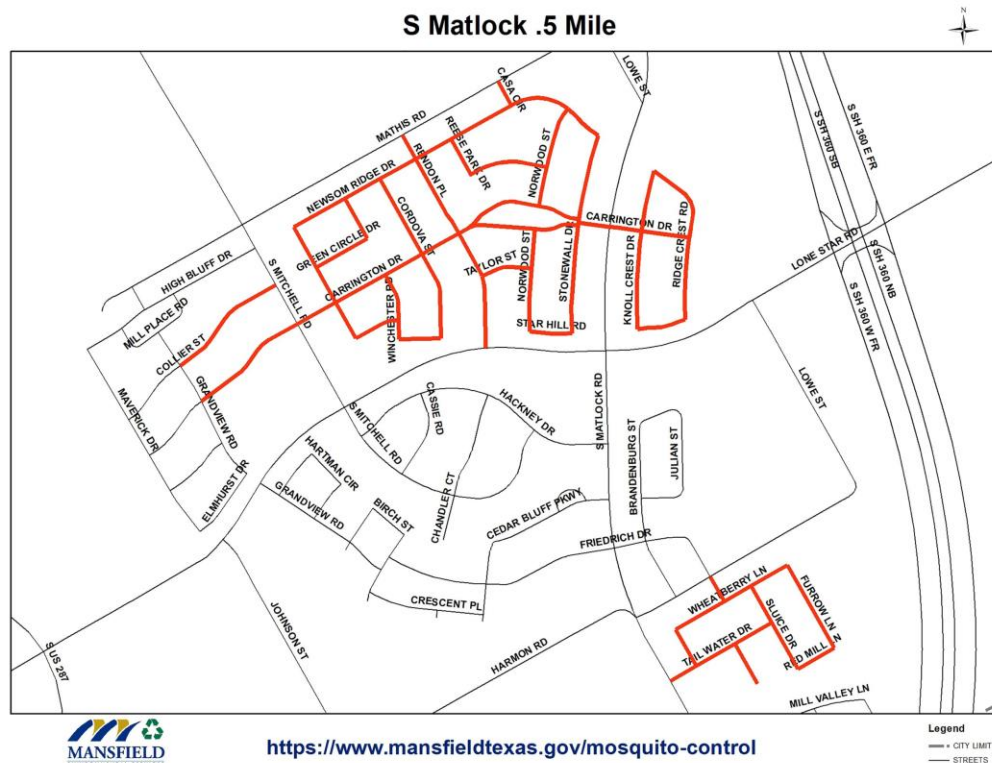 S Matlock .5 Mile
N
CASA CIR
LOWE ST
MATHIS RD
REESE PARK DR
RENDON PL
NORWOOD ST
S SH 360 SB
S SH 360 E FR
NEWSOM RIDGE DR
CORDOVA ST
CARRINGTON DR
RIDGE CREST RD
GREEN CIRCLE DR
HIGH BLUFF DR
S MITCHELL RD
CARRINGTON DR
TAYLOR ST
NORWOOD ST
STONEWALL DR
KNOLL CREST DR
LONE STAR RD
S SH 360 NB
MILL PLACE RD
WINCHESTER RD
STAR HILL RD
S SH 360 W FR
COLLIER ST
MAVERICK DR
GRANDVIEW RD
S MITCHELL RD
CASSIE RD
HACKNEY DR
S MATLOCK RD
LOWE ST
HARTMAN CIR
CHANDLER CT
BRANDENBURG ST
JULIAN ST
ELMHURST DR
GRANDVIEW RD
BIRCH ST
CEDAR BLUFF PKWY
FRIEDRICH DR
CRESCENT PL
WHEATBERRY LN
FURROW LN
SLUICE DR
TAIL WATER DR
RED MILL LN
JOHNSON ST
HARMON RD
S US 287
MILL VALLEY LN
MANSFIELD
https://www.mansfieldtexas.gov/mosquito-control
Legend
CITY LIMIT
STREETS